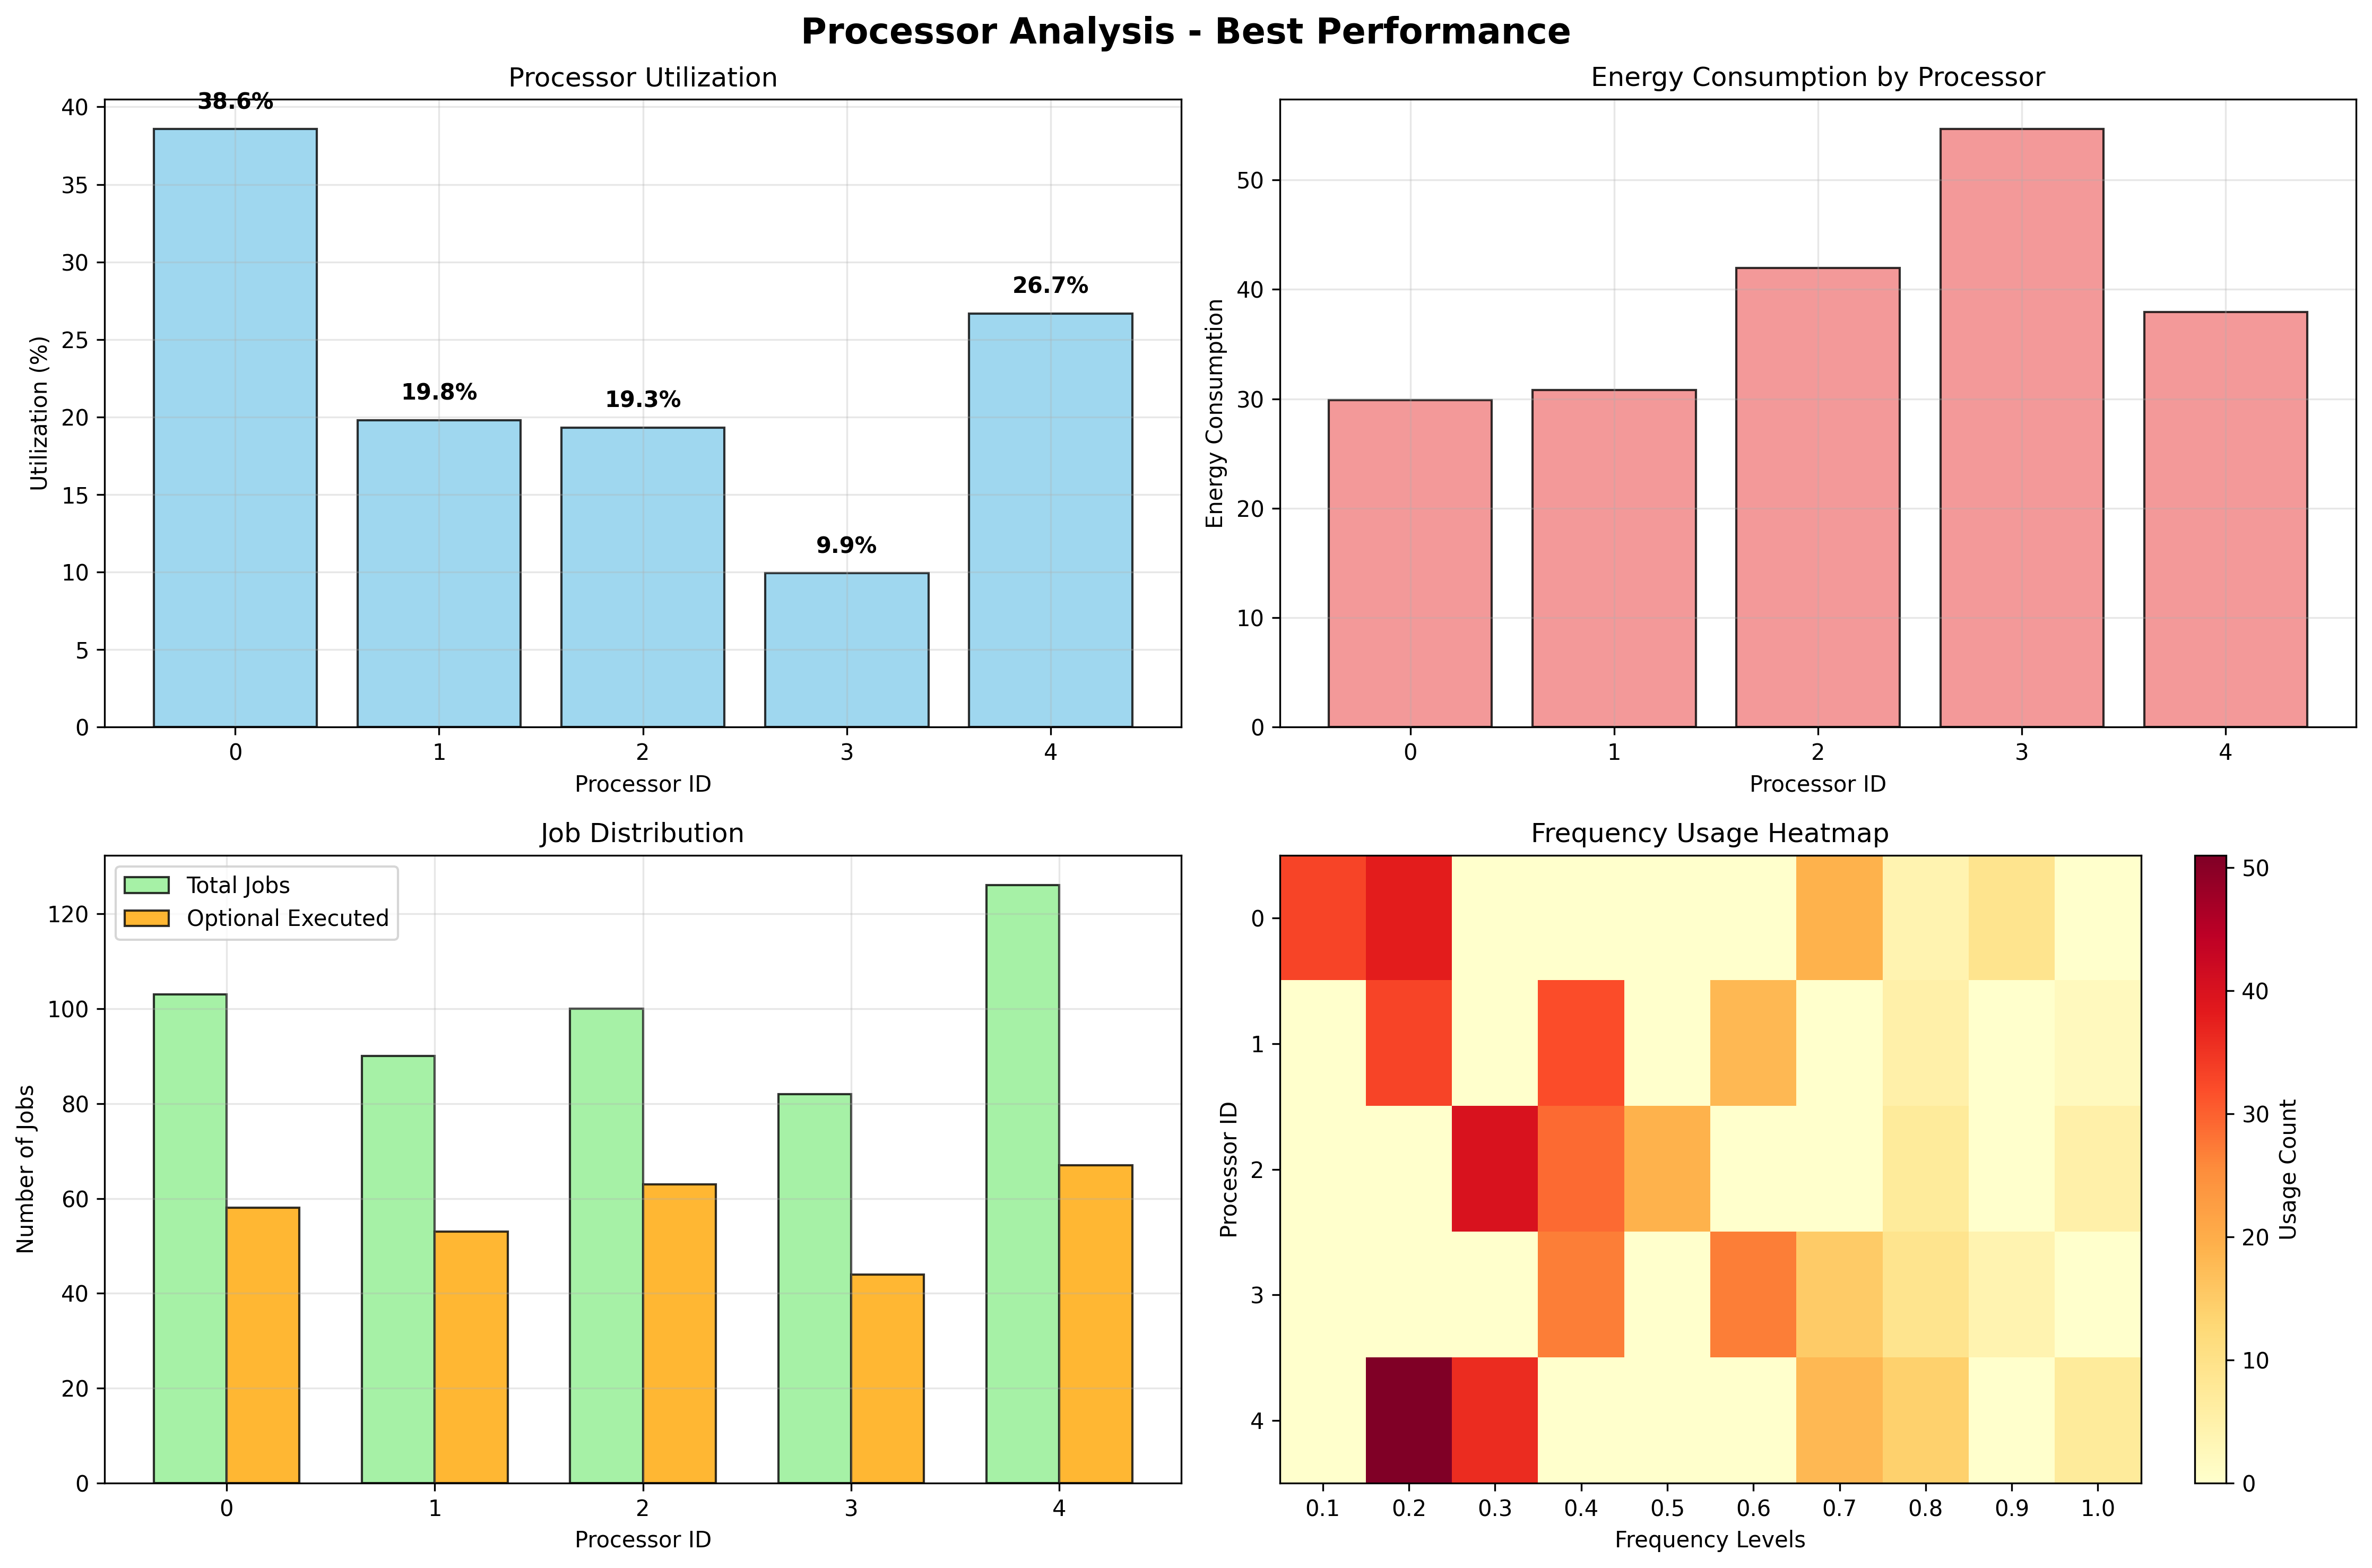 Processor Analysis - Best Performance
Processor Utilization
Utilization (%)
40
35
30
25
20
15
10
5
0
38.6%
19.8%
19.3%
9.9%
26.7%
0 1 2 3 4
Processor ID
Energy Consumption by Processor
Energy Consumption
50
40
30
20
10
0
0 1 2 3 4
Processor ID
Job Distribution
Total Jobs
Optional Executed
Number of Jobs
120
100
80
60
40
20
0
0 1 2 3 4
Processor ID
Frequency Usage Heatmap
Processor ID
0
1
2
3
4
0.1 0.2 0.3 0.4 0.5 0.6 0.7 0.8 0.9 1.0
Frequency Levels
50
40
30
20
10
0
Usage Count